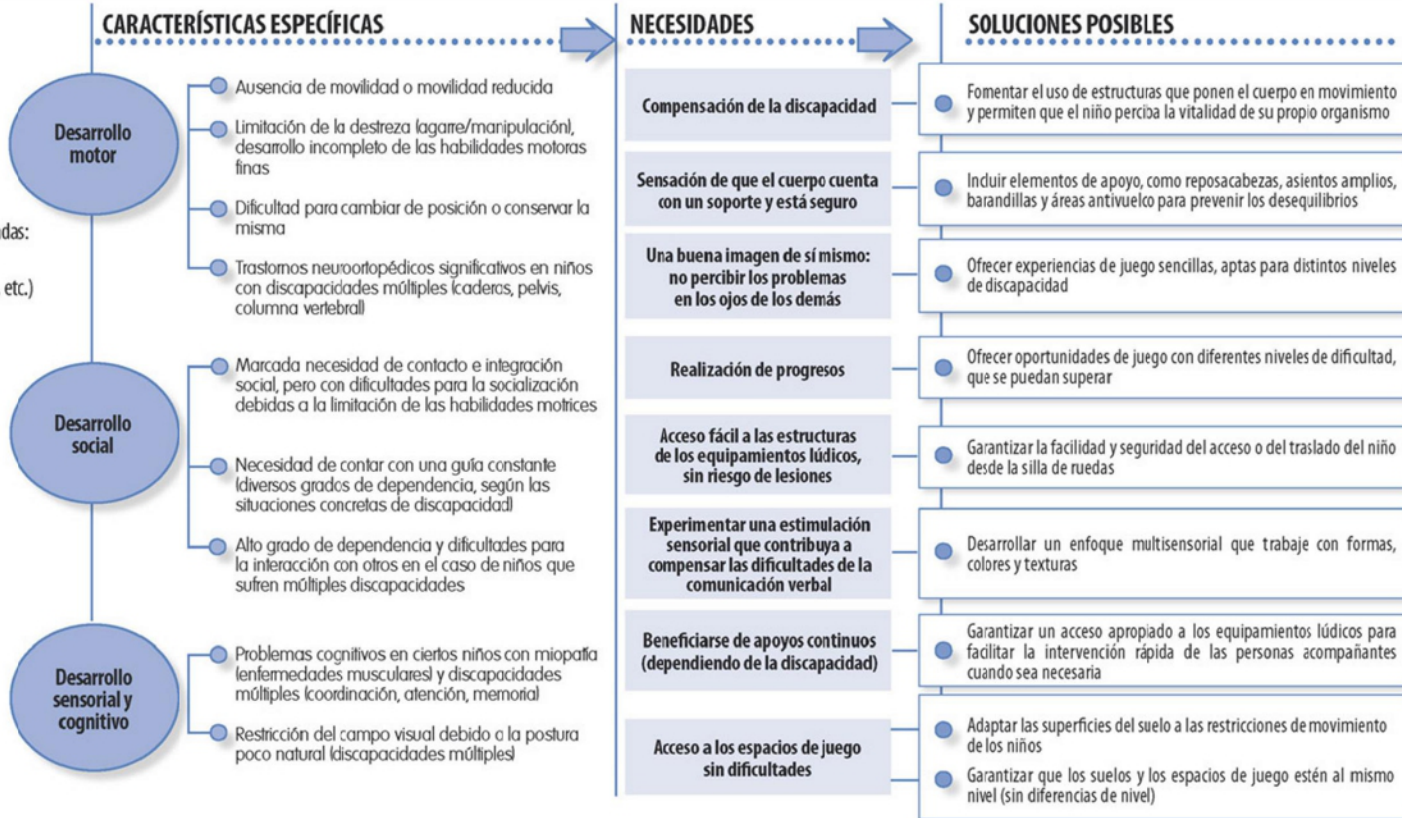 CARACTERÍSTICAS ESPECÍFICAS
NECESIDADES
SOLUCIONES POSIBLES
adas:
etc.)
Desarrollo
motor
Ausencia de movilidad o movilidad reducida
Limitación de la destreza (agarre/manipulación),
desarrollo incompleto de las habilidades motoras
finas
Dificultad para cambiar de posición o conservar la
misma
Trastornos neuroortopédicos significativos en niños
con discapacidades múltiples (caderas, pelvis,
columna vertebral)
Desarrollo
social
Marcada necesidad de contacto e integración
social, pero con dificultades para la socialización
debidas a la limitación de las habilidades motrices
Necesidad de contar con una guía constante
(diversos grados de dependencia, según las
situaciones concretas de discapacidad)
Alto grado de dependencia y dificultades para
la interacción con otros en el caso de niños que
sufren múltiples discapacidades
Desarrollo
sensorial y
cognitivo
Problemas cognitivos en ciertos niños con miopatía
(enfermedades musculares) y discapacidades
múltiples (coordinación, atención, memoria)
Restricción del campo visual debido a la postura
poco natural (discapacidades múltiples)
Compensación de la discapacidad
Sensación de que el cuerpo cuenta
con un soporte y está seguro
Una buena imagen de sí mismo:
no percibir los problemas
en los ojos de los demás
Realización de progresos
Acceso fácil a las estructuras
de los equipamientos lúdicos,
sin riesgo de lesiones
Experimentar una estimulación
sensorial que contribuya a
compensar las dificultades de la
comunicación verbal
Beneficiarse de apoyos continuos
(dependiendo de la discapacidad)
Acceso a los espacios de juego
sin dificultades
Fomentar el uso de estructuras que ponen el cuerpo en movimiento
y permiten que el niño perciba la vitalidad de su propio organismo
Incluir elementos de apoyo, como reposacabezas, asientos amplios,
barandillas y áreas antivuelco para prevenir los desequilibrios
Ofrecer experiencias de juego sencillas, aptas para distintos niveles
de discapacidad
Ofrecer oportunidades de juego con diferentes niveles de dificultad,
que se puedan superar
Garantizar la facilidad y seguridad del acceso o del traslado del niño
desde la silla de ruedas
Desarrollar un enfoque multisensorial que trabaje con formas,
colores y texturas
Garantizar un acceso apropiado a los equipamientos lúdicos para
facilitar la intervención rápida de las personas acompañantes
cuando sea necesaria
Adaptar las superficies del suelo a las restricciones de movimiento
de los niños
Garantizar que los suelos y los espacios de juego estén al mismo
nivel (sin diferencias de nivel)